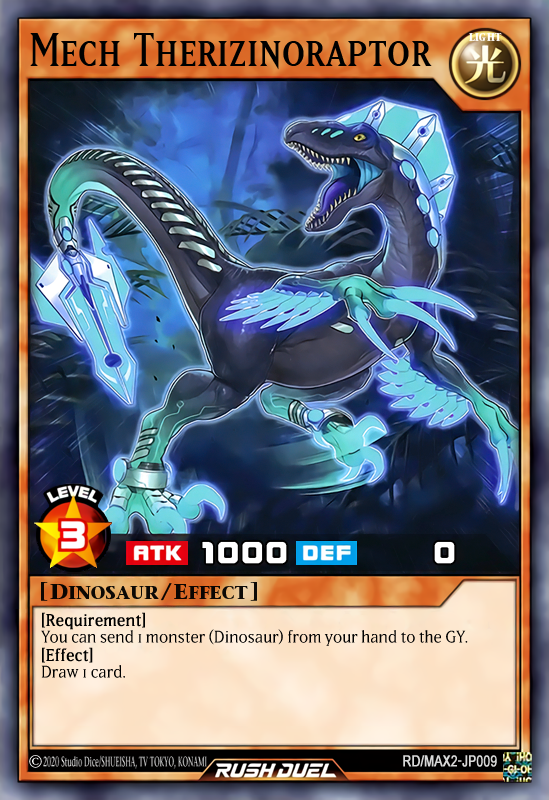 Mech Therizinoraptor
LIGHT
光
LEVEL
3
ATK 1000 DEF 0
[Dinosaur/Effect]
[Requirement]
You can send 1 monster (Dinosaur) from your hand to the GY.
[Effect]
Draw 1 card.
©2020 Studio Dice/SHUEISHA, TV TOKYO, KONAMI
RUSH DUEL
RD/MAX2-JP009